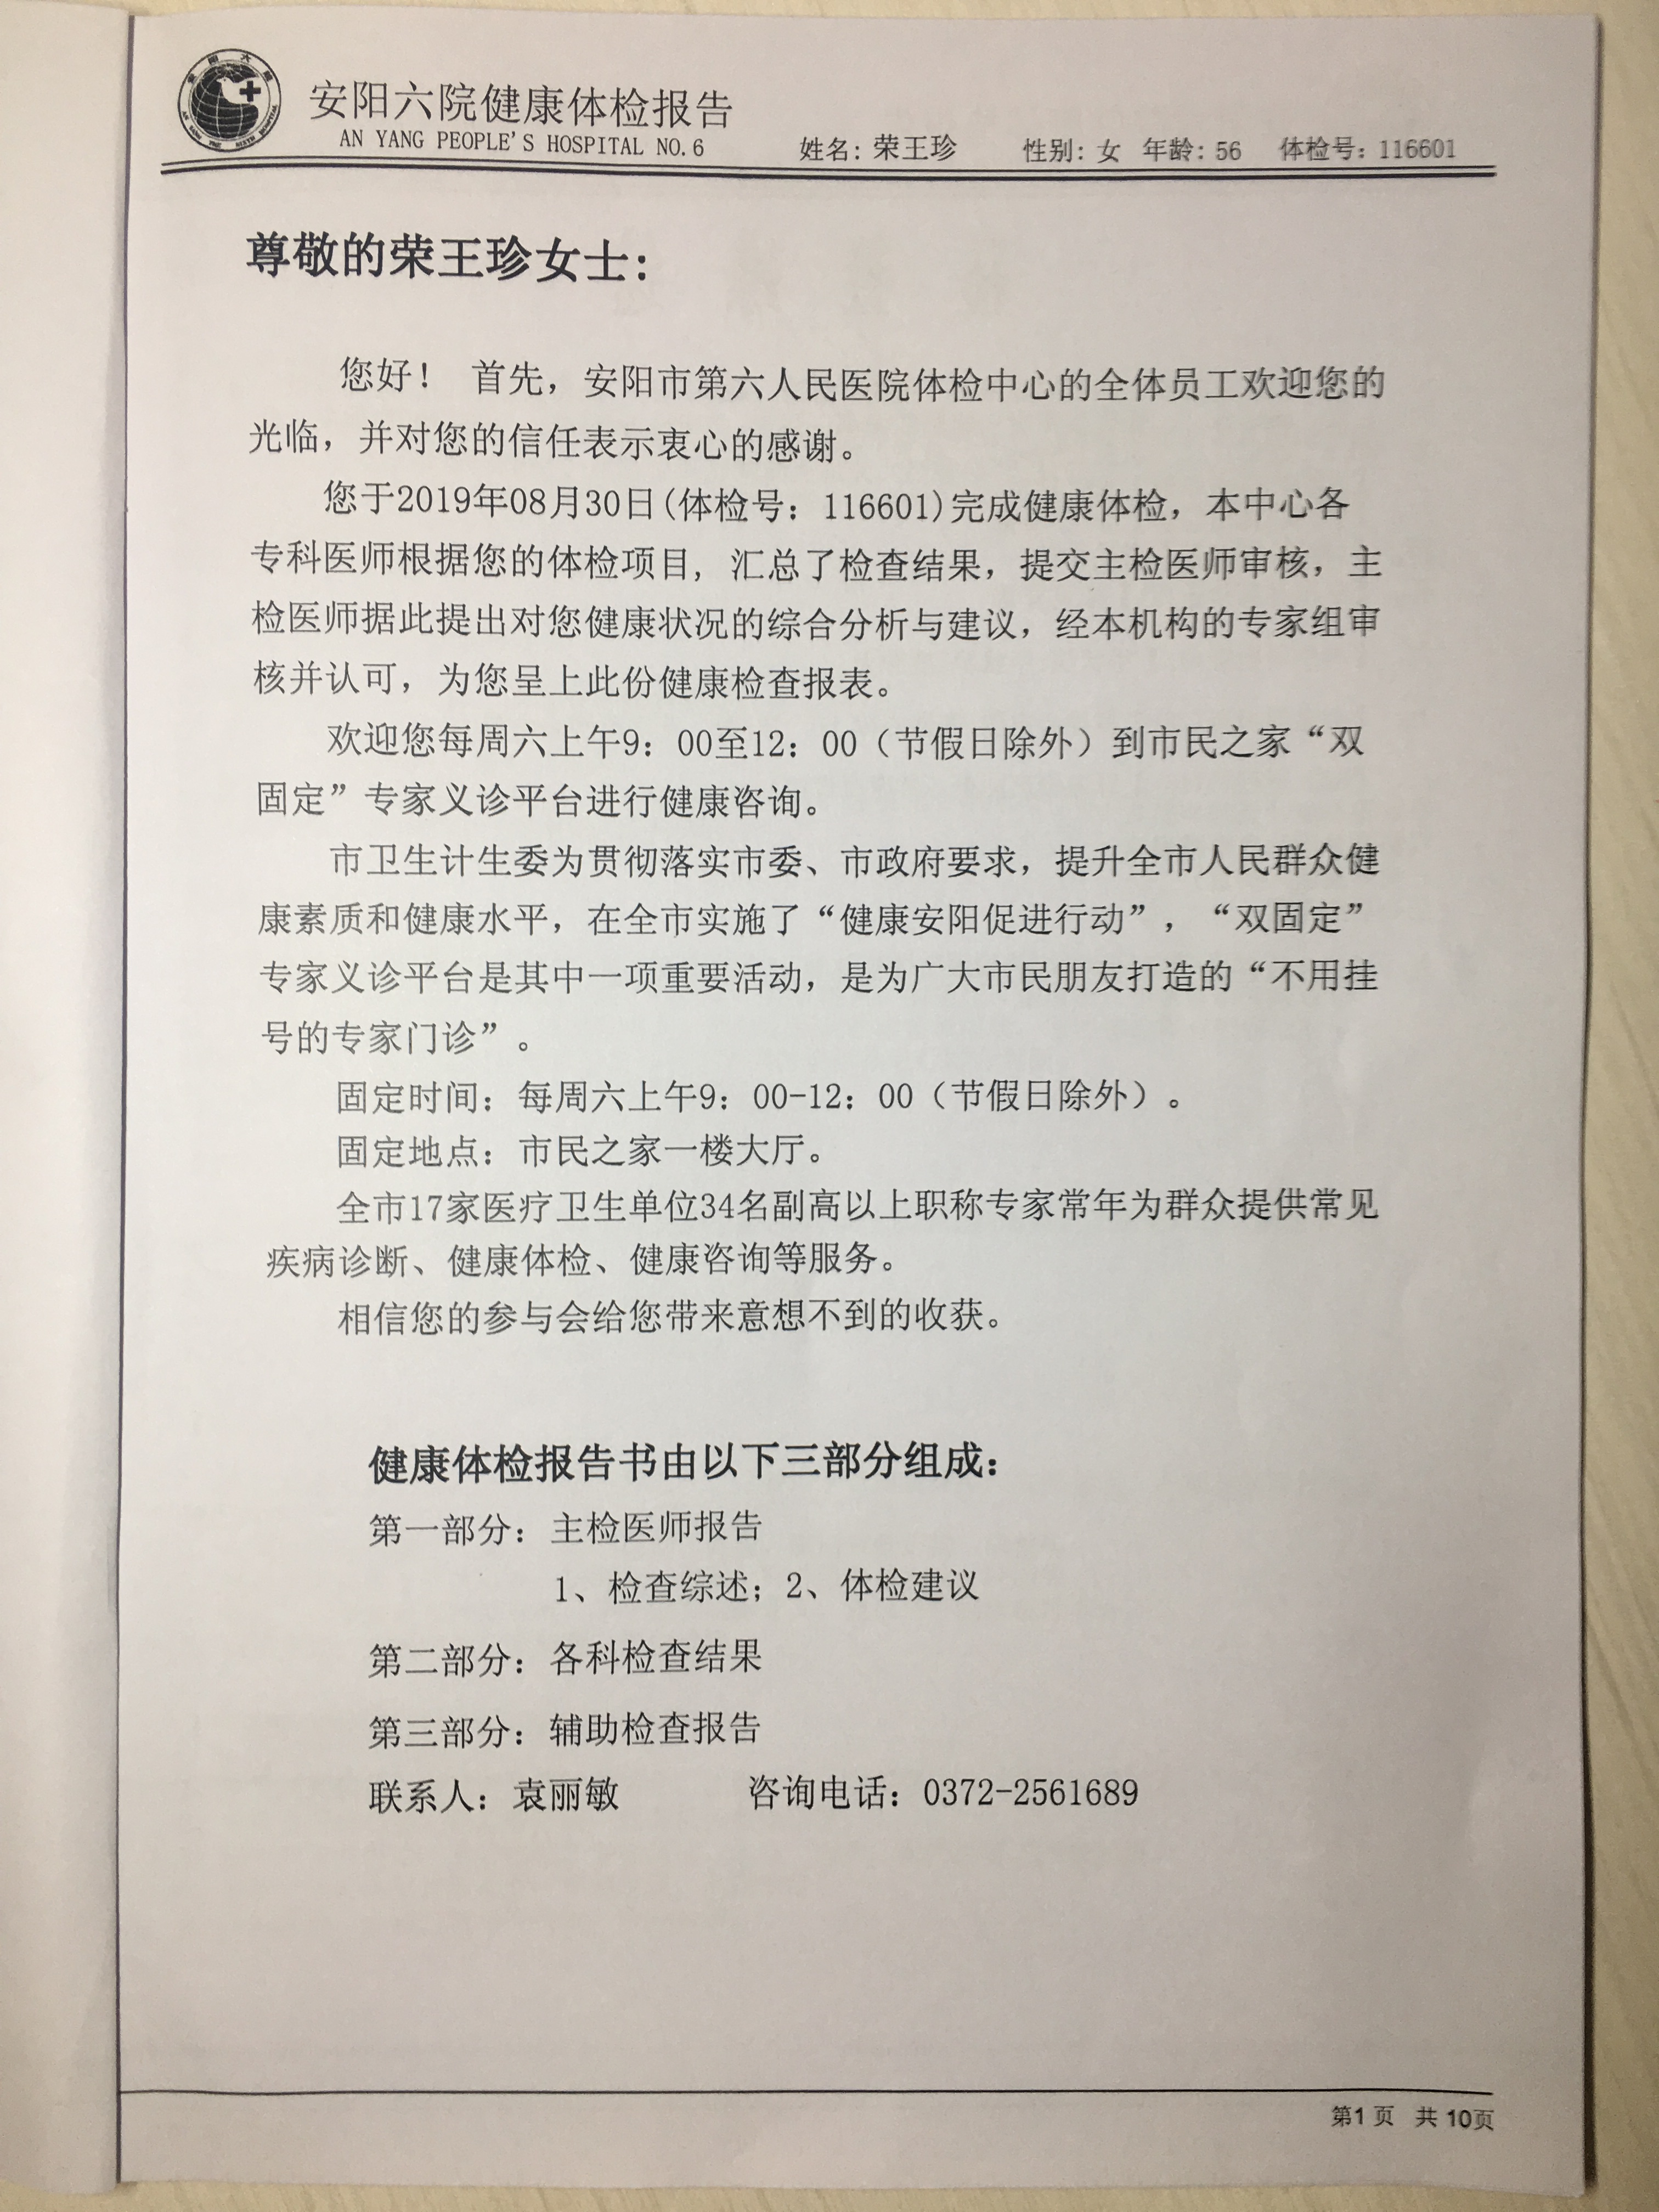 安阳六院健康体检报告
AN YANG PEOPLE'S HOSPITAL NO.6
姓名: 荣王珍 性别: 女 年龄: 56 体检号: 116601
尊敬的荣王珍女士:
您好！ 首先，安阳市第六人民医院体检中心的全体员工欢迎您的
光临，并对您的信任表示衷心的感谢。
您于2019年08月30日(体检号: 116601)完成健康体检，本中心各
专科医师根据您的体检项目, 汇总了检查结果，提交主检医师审核，主
检医师据此提出对您健康状况的综合分析与建议，经本机构的专家组审
核并认可，为您呈上此份健康检查报表。
欢迎您每周六上午9：00至12：00（节假日除外）到市民之家“双
固定”专家义诊平台进行健康咨询。
市卫生计生委为贯彻落实市委、市政府要求，提升全市人民群众健
康素质和健康水平，在全市实施了“健康安阳促进行动”，“双固定”
专家义诊平台是其中一项重要活动，是为广大市民朋友打造的“不用挂
号的专家门诊”。
固定时间：每周六上午9：00-12：00（节假日除外）。
固定地点：市民之家一楼大厅。
全市17家医疗卫生单位34名副高以上职称专家常年为群众提供常见
疾病诊断、健康体检、健康咨询等服务。
相信您的参与会给您带来意想不到的收获。
健康体检报告书由以下三部分组成：
第一部分：主检医师报告
1、检查综述；2、体检建议
第二部分：各科检查结果
第三部分：辅助检查报告
联系人：袁丽敏 咨询电话：0372-2561689
第1 页 共 10页